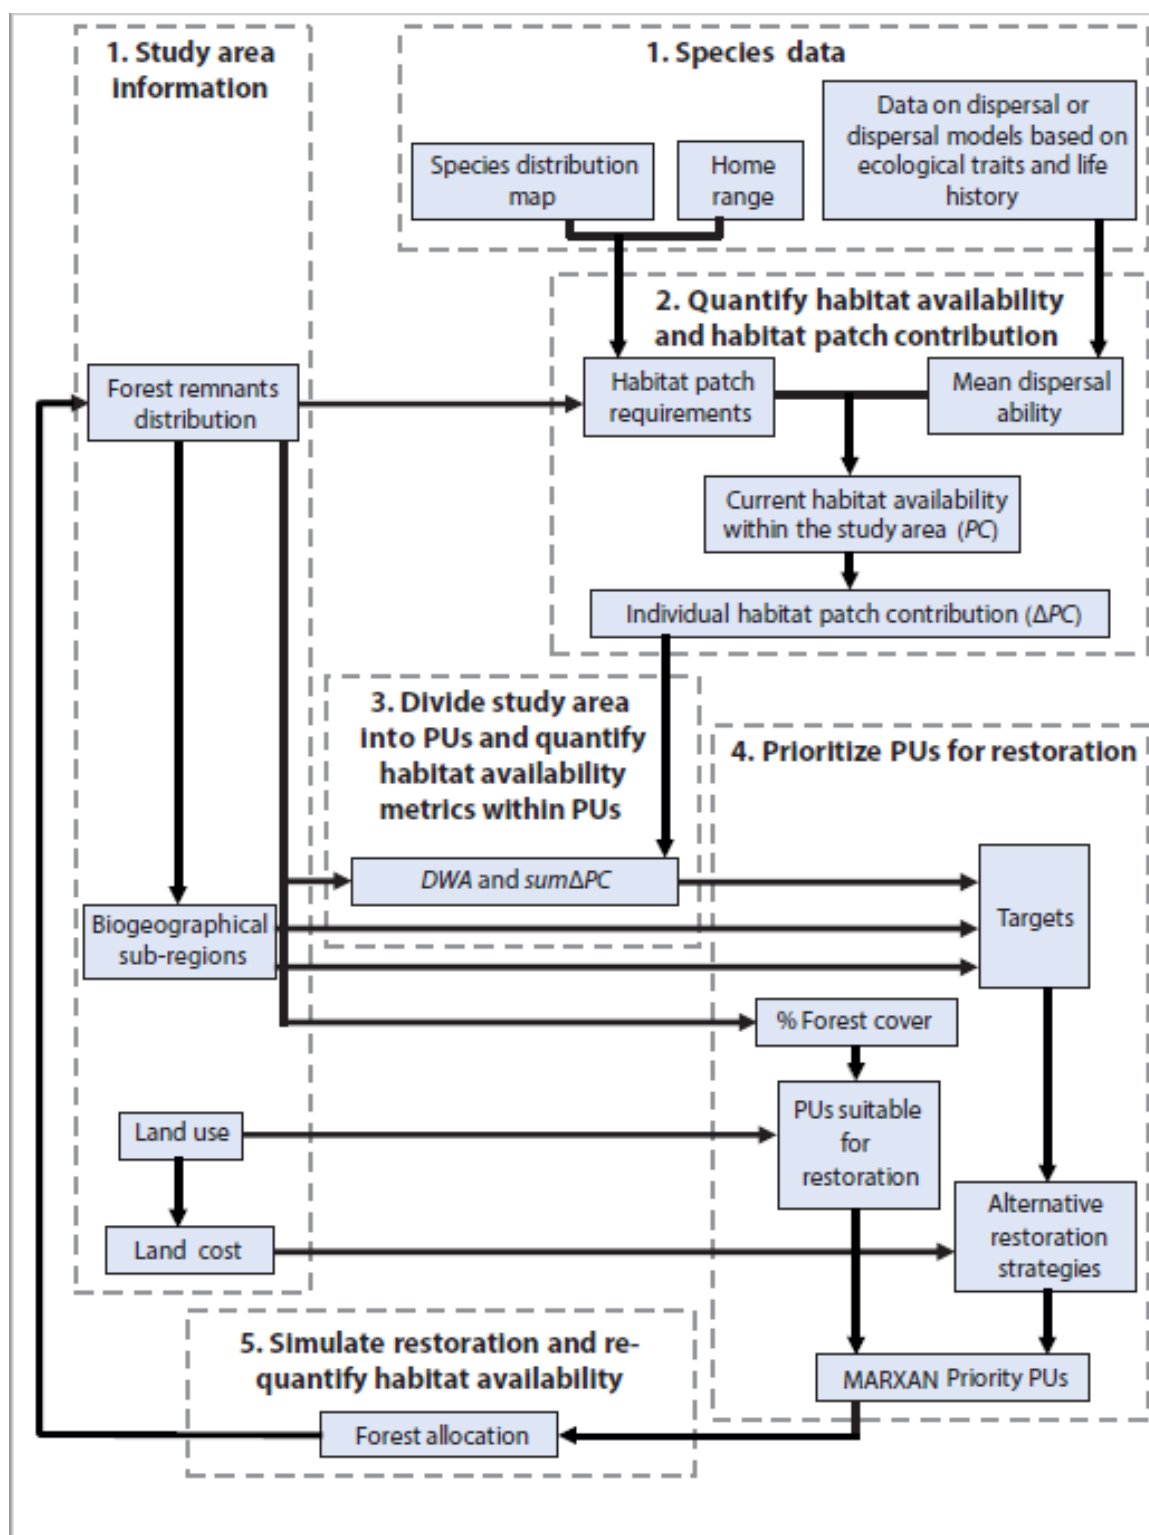 1. Study area
information
1. Species data
Species distribution
map
Home
range
Data on dispersal or
dispersal models based on
ecological traits and life
history
2. Quantify habitat availability
and habitat patch contribution
Forest remnants
distribution
Habitat patch
requirements
Mean dispersal
ability
Current habitat availability
within the study area (PC)
Individual habitat patch contribution (ΔPC)
3. Divide study area
into PUs and quantify
habitat availability
metrics within PUs
4. Prioritize PUs for restoration
DWA and sumΔPC
Biogeographical
sub-regions
Targets
% Forest cover
Land use
PUs suitable
for
restoration
Land cost
Alternative
restoration
strategies
5. Simulate restoration and re-
quantify habitat availability
MARXAN Priority PUs
Forest allocation